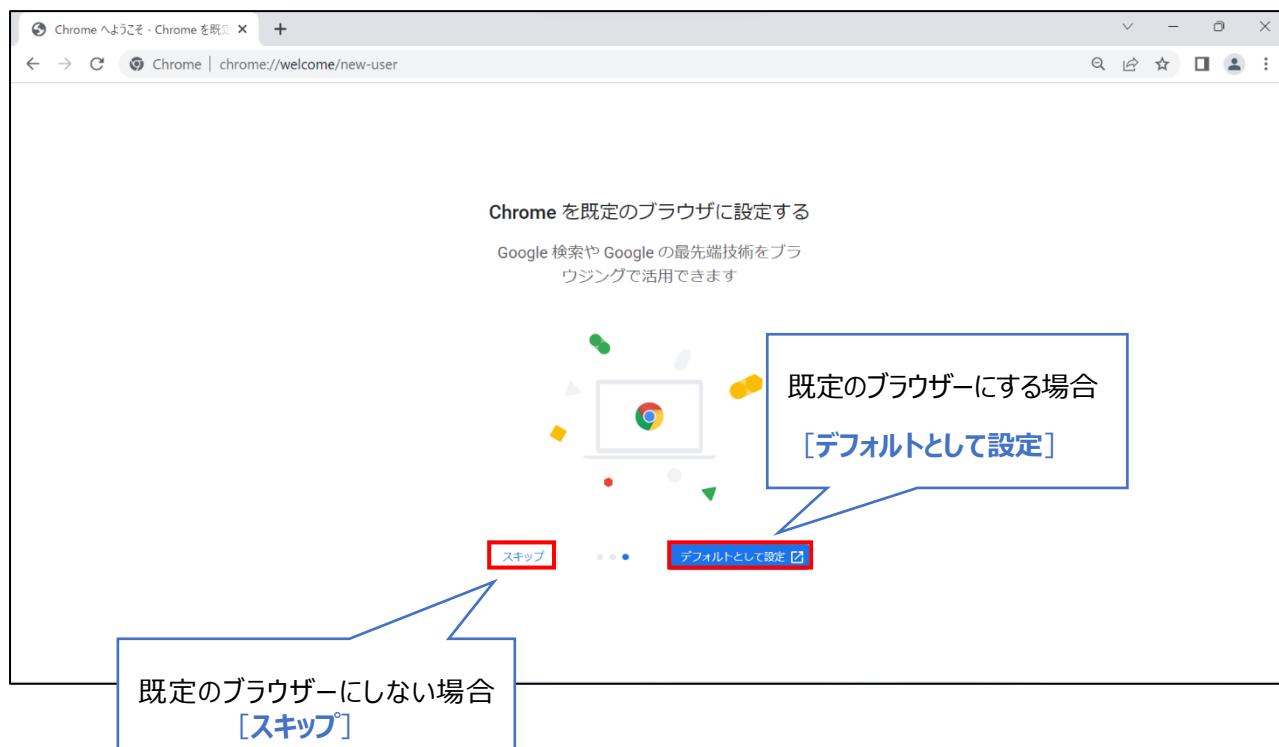 Chrome へようこそ - Chrome を既定
Chrome | chrome://welcome/new-user
Chrome を既定のブラウザに設定する
Google 検索や Google の最先端技術をブラ
ウジングで活用できます
既定のブラウザーにする場合
[デフォルトとして設定]
スキップ
デフォルトとして設定
既定のブラウザーにしない場合
[スキップ]